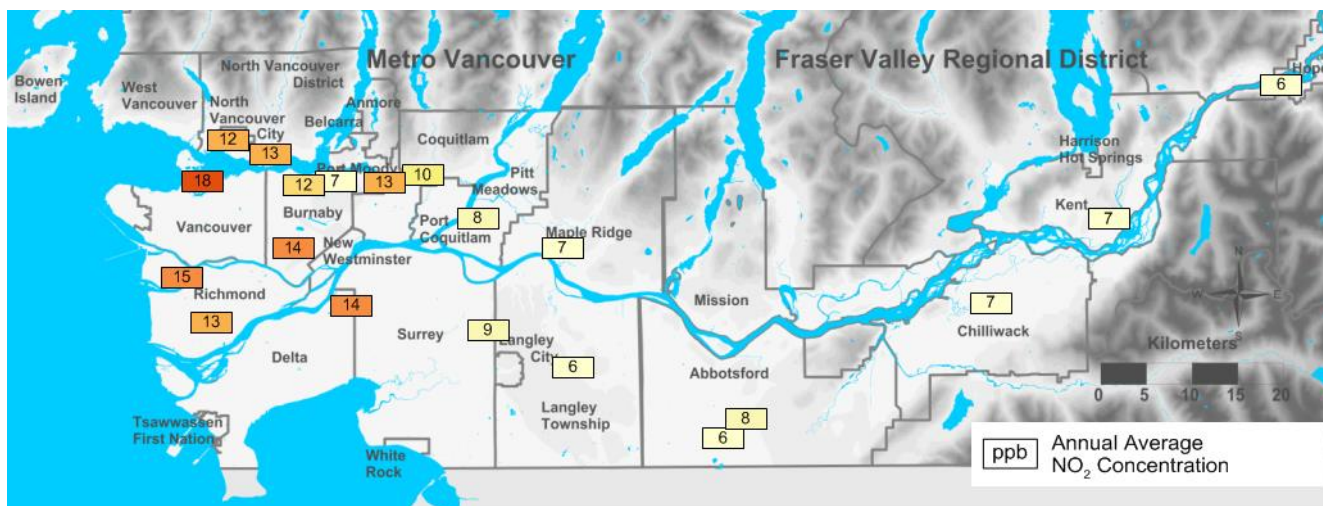 Metro Vancouver
Fraser Valley Regional District
Bowen
Island
West
Vancouver
North Vancouver
District
North
Vancouver
City
Anmore
Belcarra
Port Moody
Coquitlam
Pitt
Meadows
Harrison
Hot Springs
Hope
6
12
13
18
12
7
13
10
8
7
7
Vancouver
Burnaby
New
Westminster
Port
Coquitlam
Maple Ridge
Kent
14
15
Richmond
13
14
9
6
7
Mission
Chilliwack
Delta
Surrey
Langley
City
Abbotsford
Langley
Township
8
6
Tsawwassen
First Nation
White
Rock
N
W
E
S
Kilometers
0 5 10 15 20
ppb
Annual Average
NO₂ Concentration